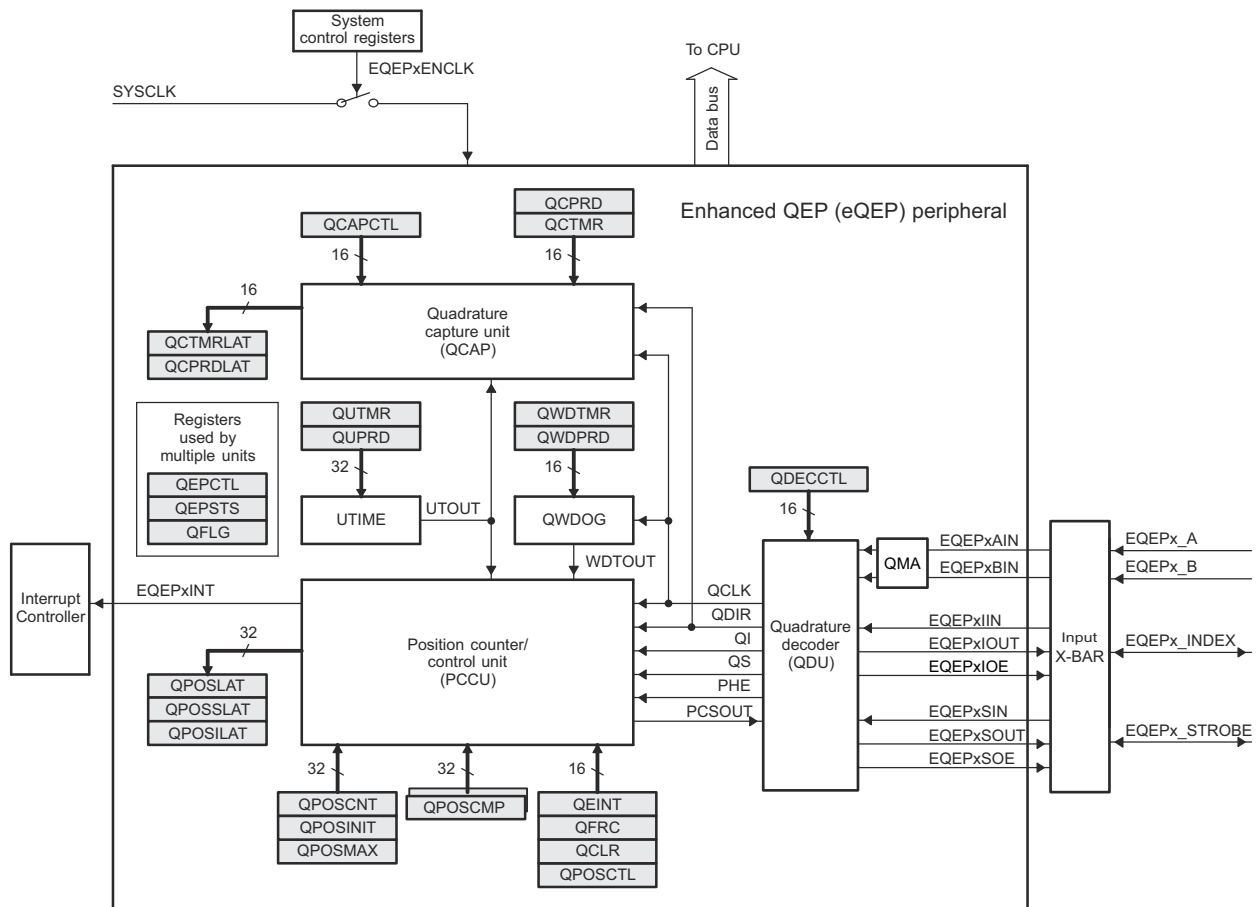 System
control registers
To CPU
EQEPxENCLK
SYSCLK
Data bus
Enhanced QEP (eQEP) peripheral
QCPRD
QCAPCTL
QCTMR
16
16
16
Quadrature
capture unit
(QCAP)
QCTMRLAT
QCPRDLAT
Registers
used by
multiple units
QEPCTL
QEPSTS
QFLG
QUTMR
QUPRD
32
QWDTMR
QWDPRD
16
UTIME
UTOUT
QWDOG
WDTOUT
QDECCTL
16
QMA
EQEPxAIN
EQEPxBIN
EQEPx_A
EQEPx_B
Interrupt
Controller
EQEPxINT
Position counter/
control unit
(PCCU)
QCLK
QDIR
QI
QS
PHE
PCSOUT
Quadrature
decoder
(QDU)
EQEPxIIN
EQEPxIOUT
EQEPxIOE
EQEPxSIN
EQEPxSOUT
EQEPxSOE
Input
X-BAR
EQEPx_INDEX
EQEPx_STROBE
32
QPOSLAT
QPOSSLAT
QPOSILAT
32
32
16
QPOSCNT
QPOSINIT
QPOSMAX
QPOSCMP
QEINT
QFRC
QCLR
QPOSCTL